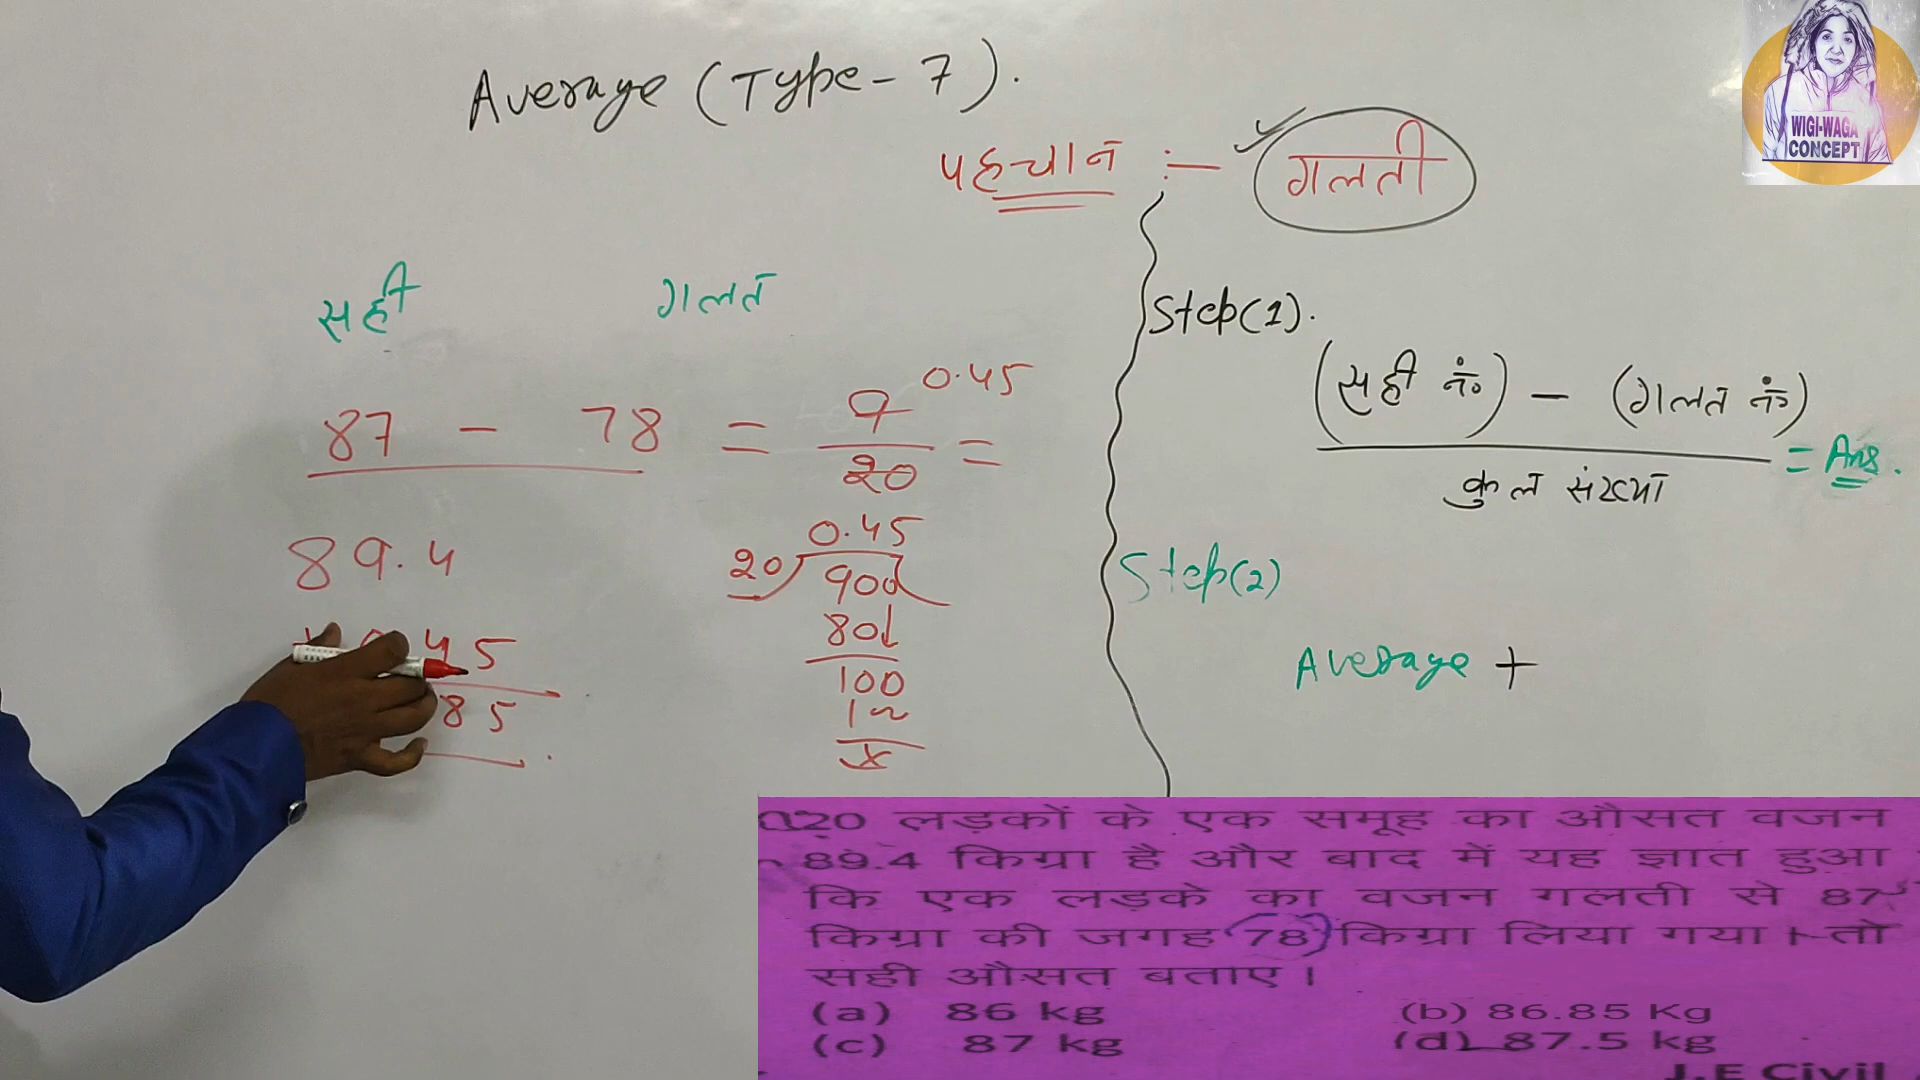 Average (Type-7).
पहचान :- गलती
WIGI-WAGA
CONCEPT
सही गलत
87 - 78 = 9/20 = 0.45
89.4
45
85
0.45
20) 900
80
100
100
x
Step(1).
(सही नं०) - (गलत नं०)
कुल संख्या
= Ans.
Step(2)
Average +
20 लड़कों के एक समूह का औसत वजन
89.4 किग्रा है और बाद में यह ज्ञात हुआ
कि एक लड़के का वजन गलती से 87
किग्रा की जगह 78 किग्रा लिया गया । तो
सही औसत बताए ।
(a) 86 kg (b) 86.85 Kg
(c) 87 kg (d) 87.5 kg
J.E Civil